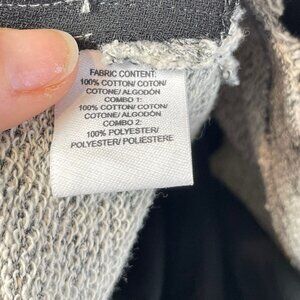 FABRIC CONTENT:
100% COTTON/ COTON/
COTONE/ ALGODÓN
COMBO 1:
100% COTTON/ COTON/
COTONE/ ALGODÓN
COMBO 2:
100% POLYESTER/
POLYESTER/ POLIESTERE